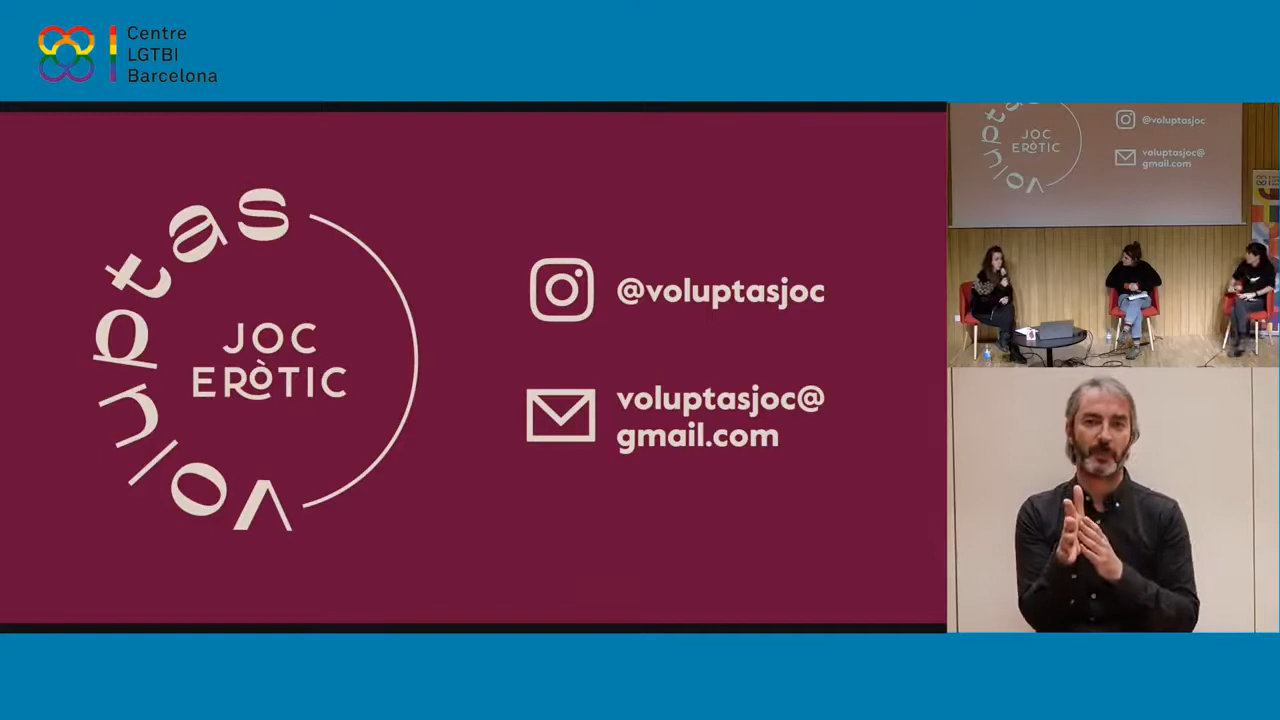 Centre
LGTBI
Barcelona
voluptas
JOC
ERÒTIC
@voluptasjoc
voluptasjoc@
gmail.com
voluptas
JOC
ERÒTIC
@voluptasjoc
voluptasjoc@
gmail.com